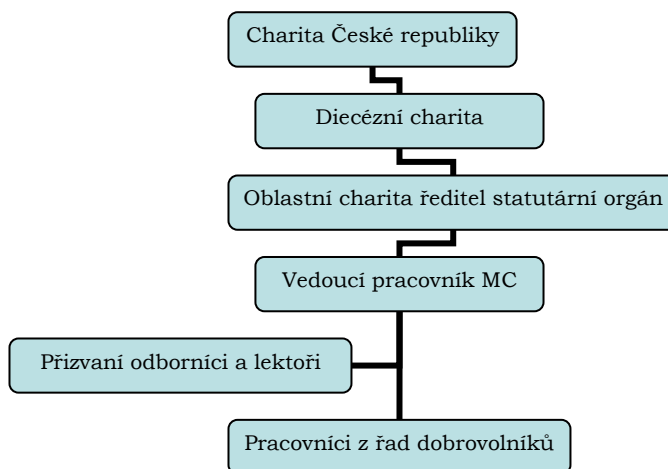 Charita České republiky
Diecézní charita
Oblastní charita ředitel statutární orgán
Vedoucí pracovník MC
Přizvaní odborníci a lektoři
Pracovníci z řad dobrovolníků